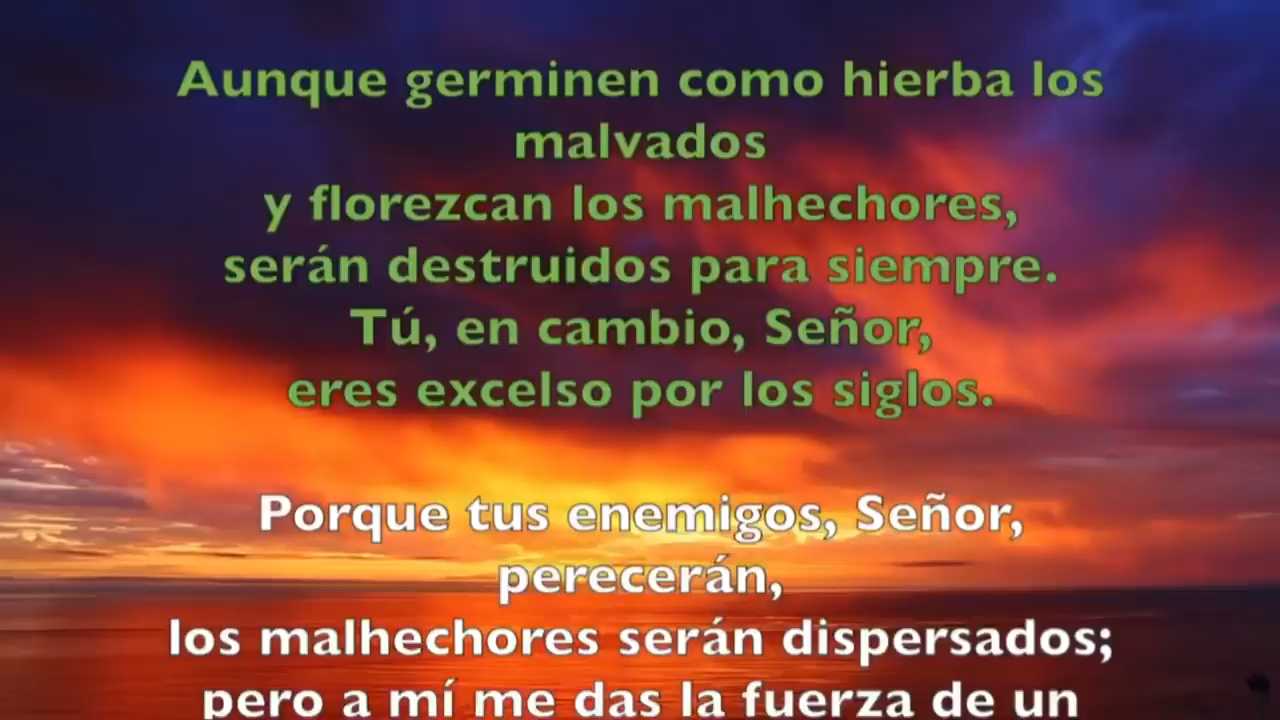 Aunque germinen como hierba los
malvados
y florezcan los malhechores,
serán destruidos para siempre.
Tú, en cambio, Señor,
eres excelso por los siglos.
Porque tus enemigos, Señor,
perecerán,
los malhechores serán dispersados;
pero a mí me das la fuerza de un